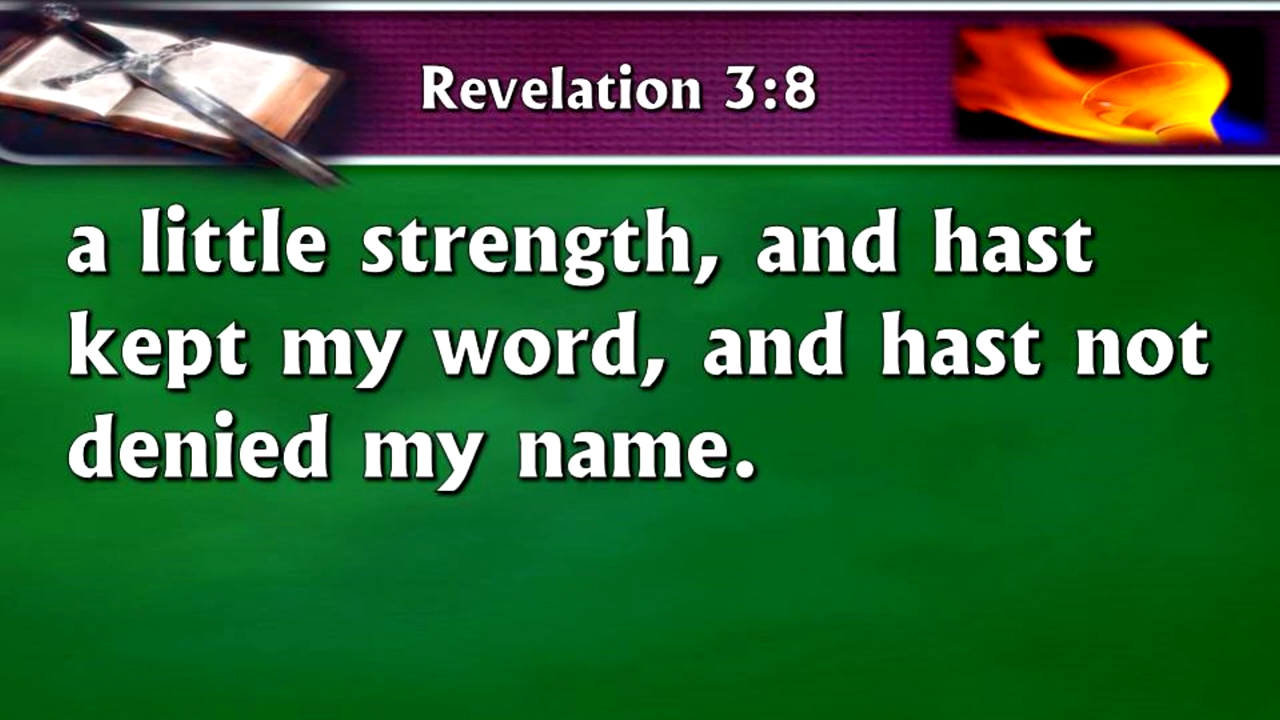 Revelation 3:8
a little strength, and hast
kept my word, and hast not
denied my name.